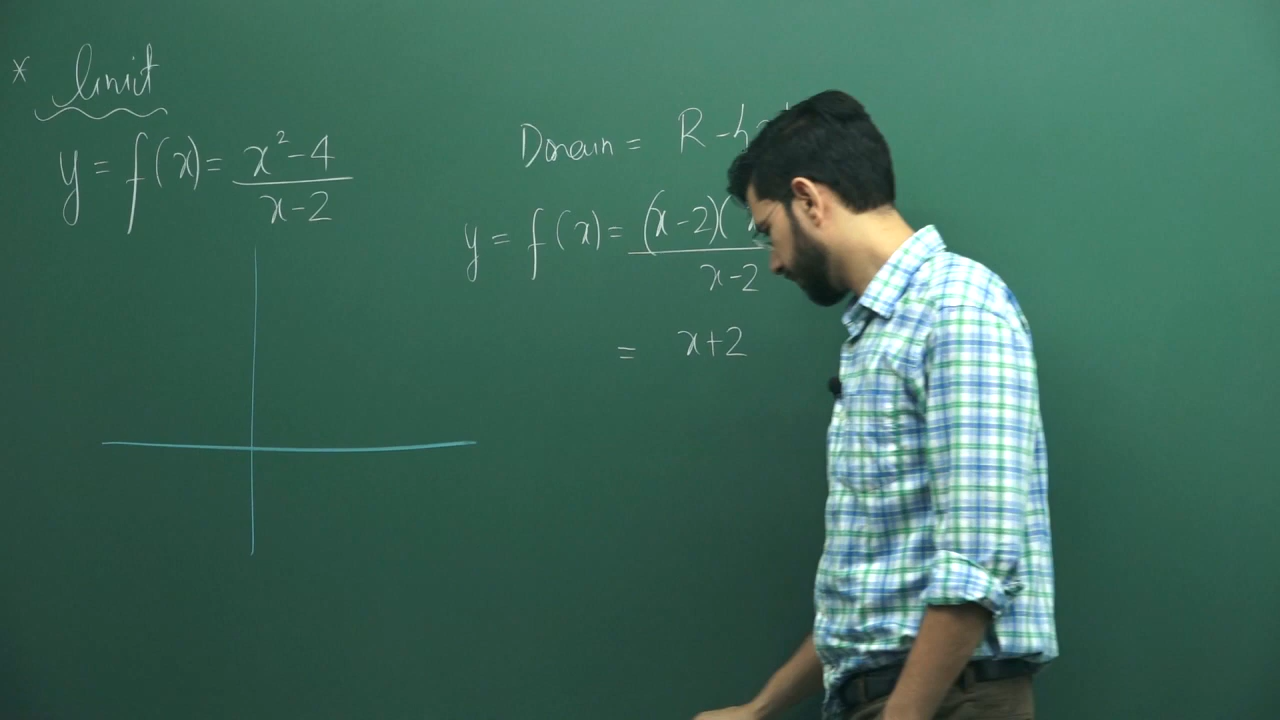 * limit
y = f(x) = x²-4 / x-2
Domain = R -
y = f(x) = (x-2)( / x-2
= x+2